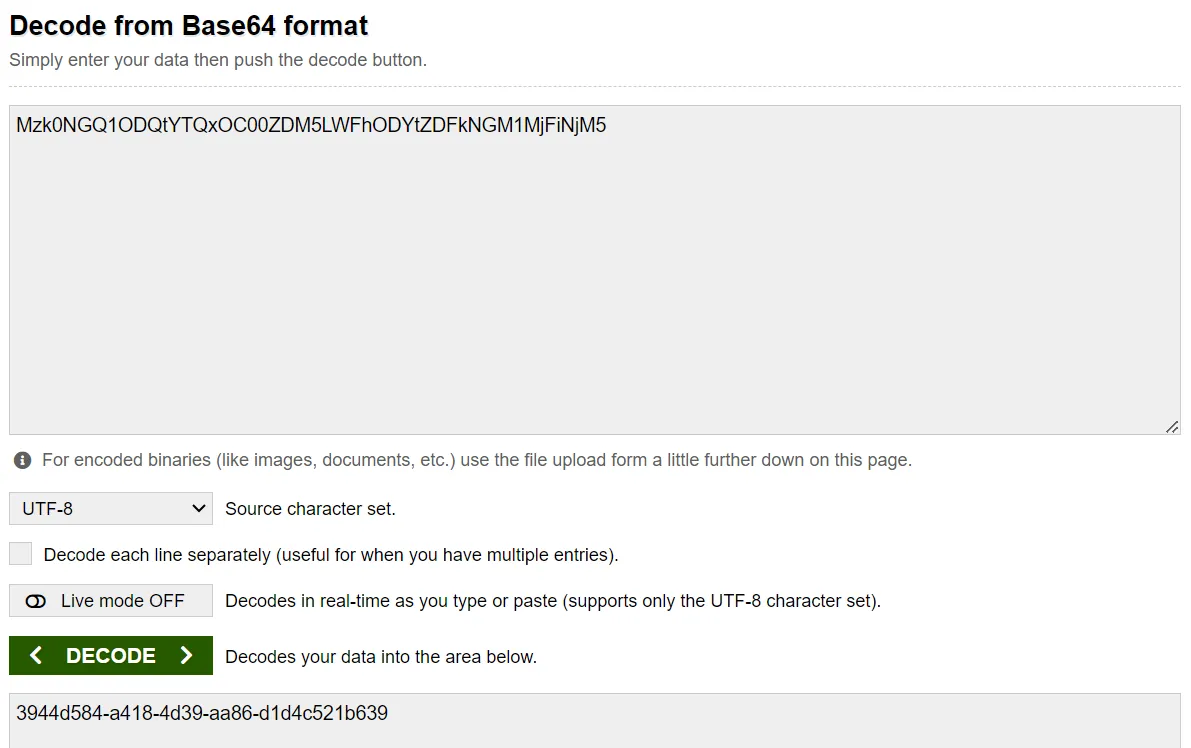 Decode from Base64 format
Simply enter your data then push the decode button.
Mzk0NGQ1ODQtYTQxOC00ZDM5LWFhODYtZDFkNGM1MjFiNjM5
For encoded binaries (like images, documents, etc.) use the file upload form a little further down on this page.
UTF-8 Source character set.
Decode each line separately (useful for when you have multiple entries).
Live mode OFF Decodes in real-time as you type or paste (supports only the UTF-8 character set).
DECODE Decodes your data into the area below.
3944d584-a418-4d39-aa86-d1d4c521b639